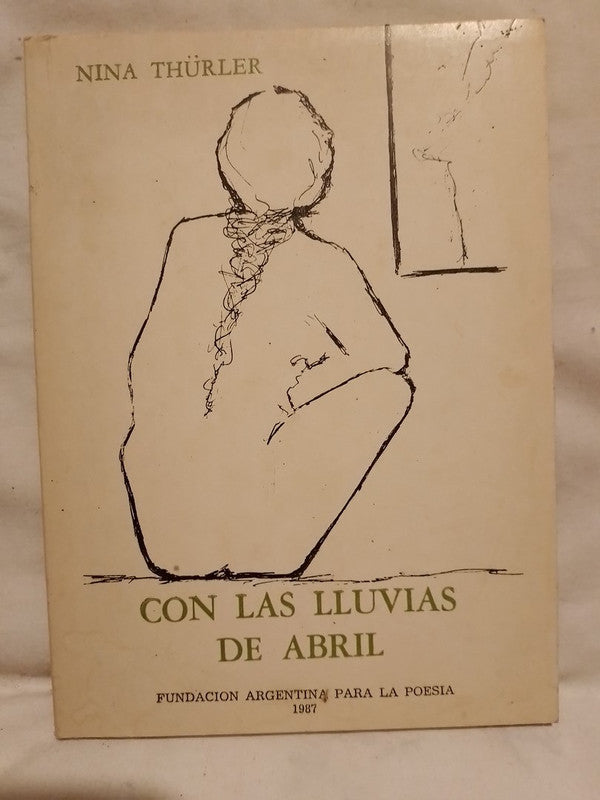 NINA THÜRLER
CON LAS LLUVIAS
DE ABRIL
FUNDACION ARGENTINA PARA LA POESIA
1987